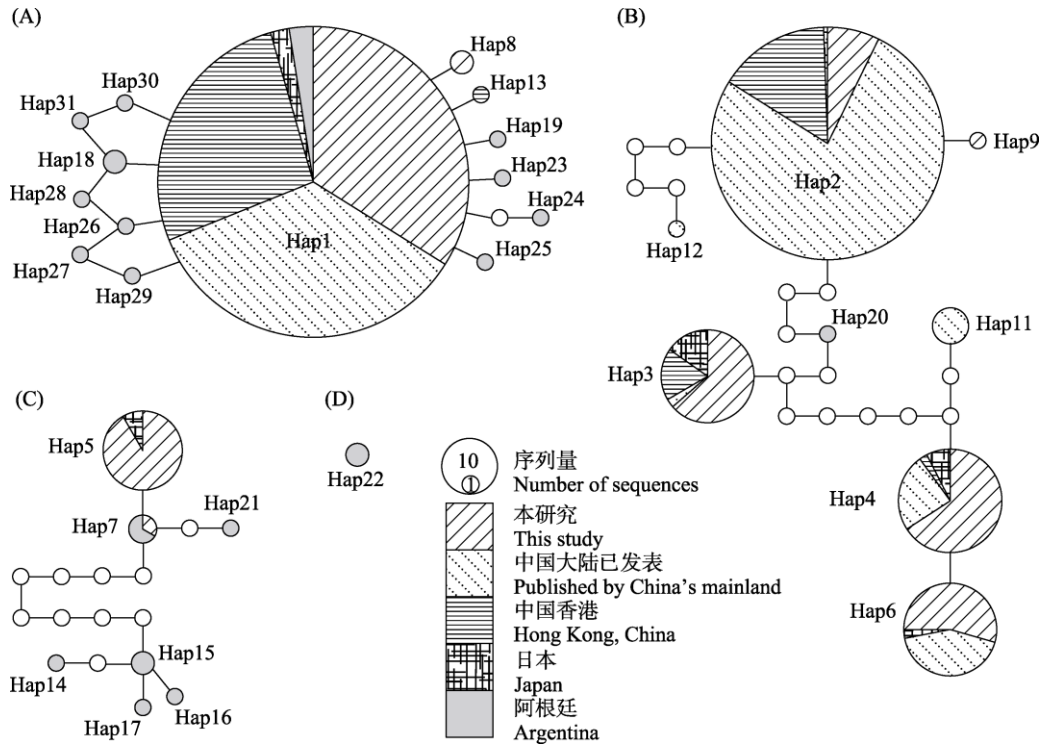 (A)
Hap30
Hap31
Hap18
Hap28
Hap26
Hap27
Hap29
Hap1
Hap8
Hap13
Hap19
Hap23
Hap24
Hap25
(B)
Hap2
Hap9
Hap12
Hap20
Hap11
Hap3
Hap4
Hap6
(C)
Hap5
Hap7
Hap21
Hap15
Hap14
Hap16
Hap17
(D)
Hap22
10
1
序列量
Number of sequences
本研究
This study
中国大陆已发表
Published by China's mainland
中国香港
Hong Kong, China
日本
Japan
阿根廷
Argentina